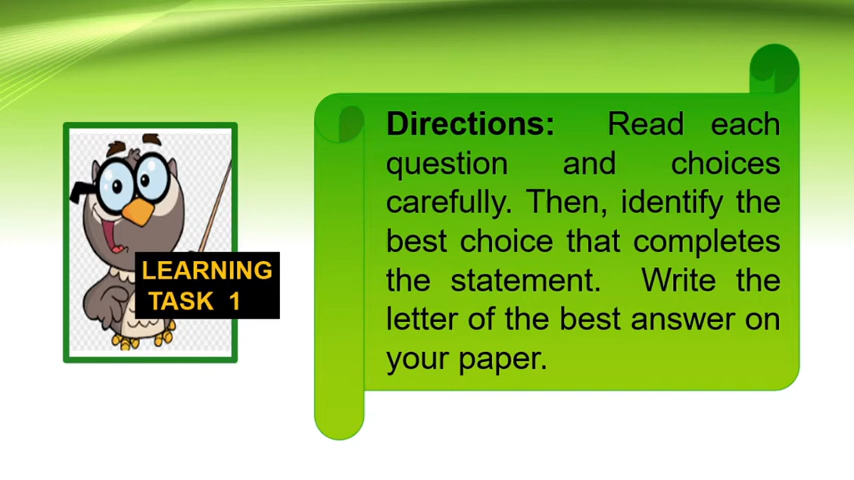 LEARNING
TASK 1
Directions: Read each
question and choices
carefully. Then, identify the
best choice that completes
the statement. Write the
letter of the best answer on
your paper.